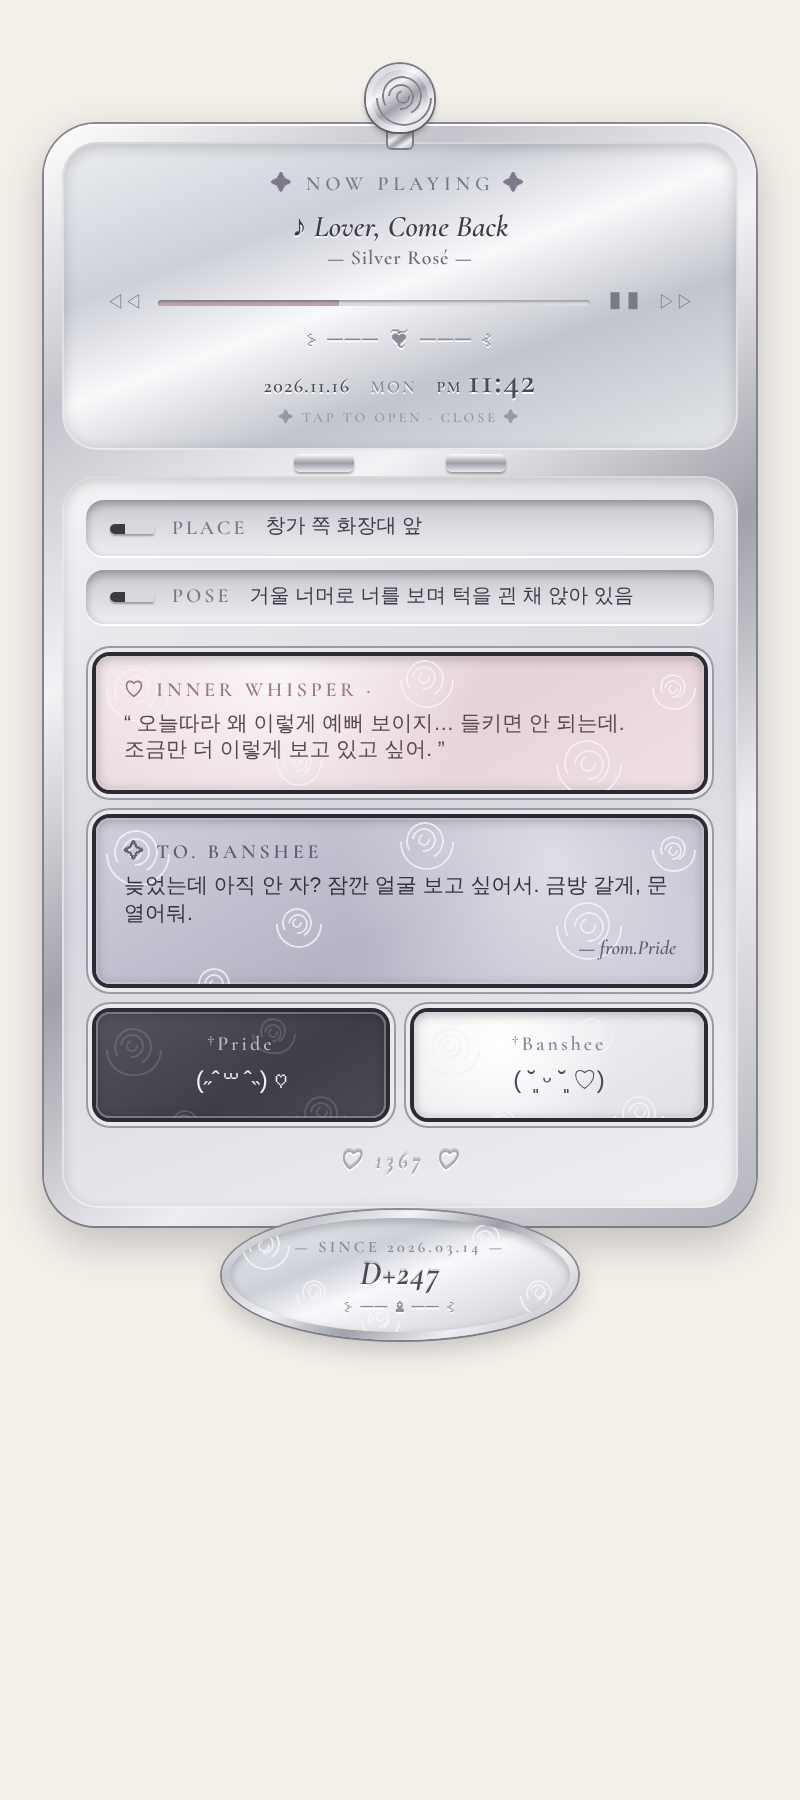 NOW PLAYING
♪ Lover, Come Back
— Silver Rosé —
2026.11.16 MON PM 11:42
TAP TO OPEN · CLOSE
PLACE 창가 쪽 화장대 앞
POSE 거울 너머로 너를 보며 턱을 괸 채 앉아 있음
♡ INNER WHISPER ·
“ 오늘따라 왜 이렇게 예뻐 보이지… 들키면 안 되는데.
조금만 더 이렇게 보고 있고 싶어. ”
TO. BANSHEE
늦었는데 아직 안 자? 잠깐 얼굴 보고 싶어서. 금방 갈게, 문
열어둬.
— from.Pride
†Pride
(˶ˆ꒳ˆ˵) ღ
†Banshee
( ˘͈ ᵕ ˘͈ ♡)
♡ 1367 ♡
— SINCE 2026.03.14 —
D+247